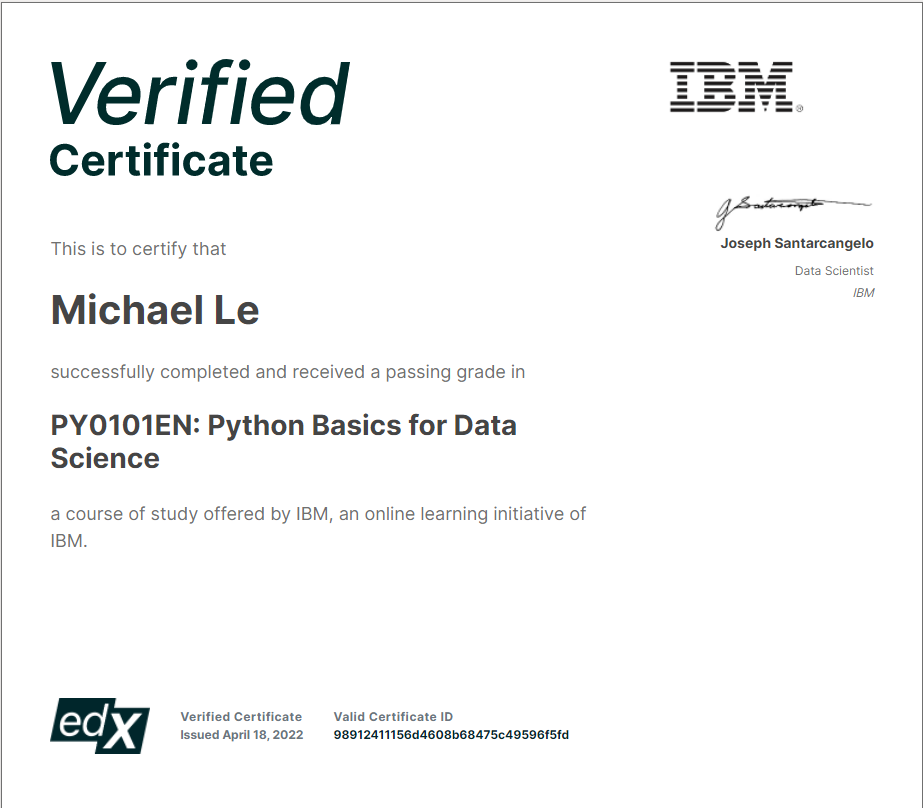 Verified
Certificate
IBM®
Joseph Santarcangelo
Data Scientist
IBM
This is to certify that
Michael Le
successfully completed and received a passing grade in
PY0101EN: Python Basics for Data
Science
a course of study offered by IBM, an online learning initiative of
IBM.
edX
Verified Certificate
Issued April 18, 2022
Valid Certificate ID
98912411156d4608b68475c49596f5fd